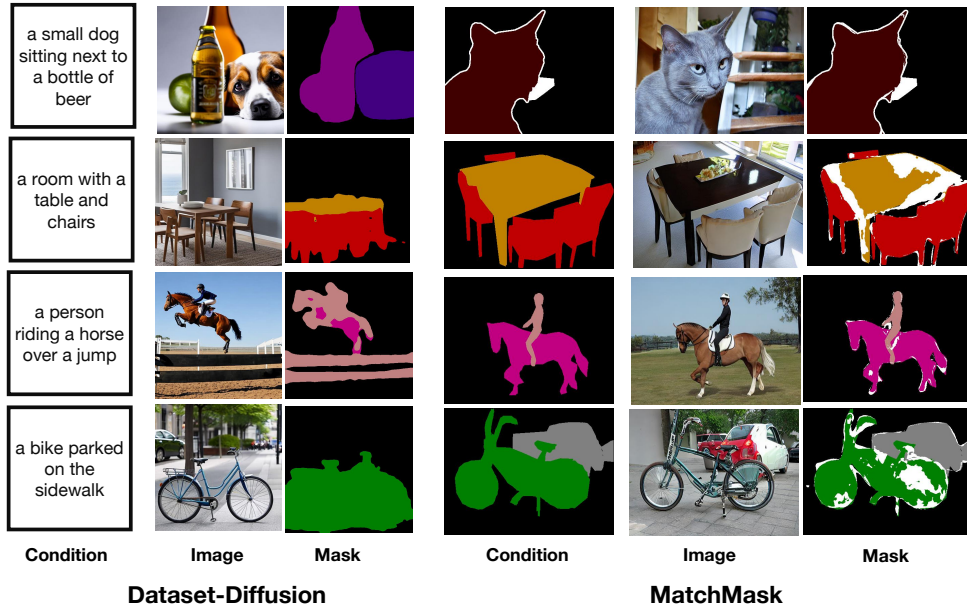 a small dog
sitting next to
a bottle of
beer
a room with a
table and
chairs
a person
riding a horse
over a jump
a bike parked
on the
sidewalk
Condition
Image
Mask
Condition
Image
Mask
Dataset-Diffusion
MatchMask